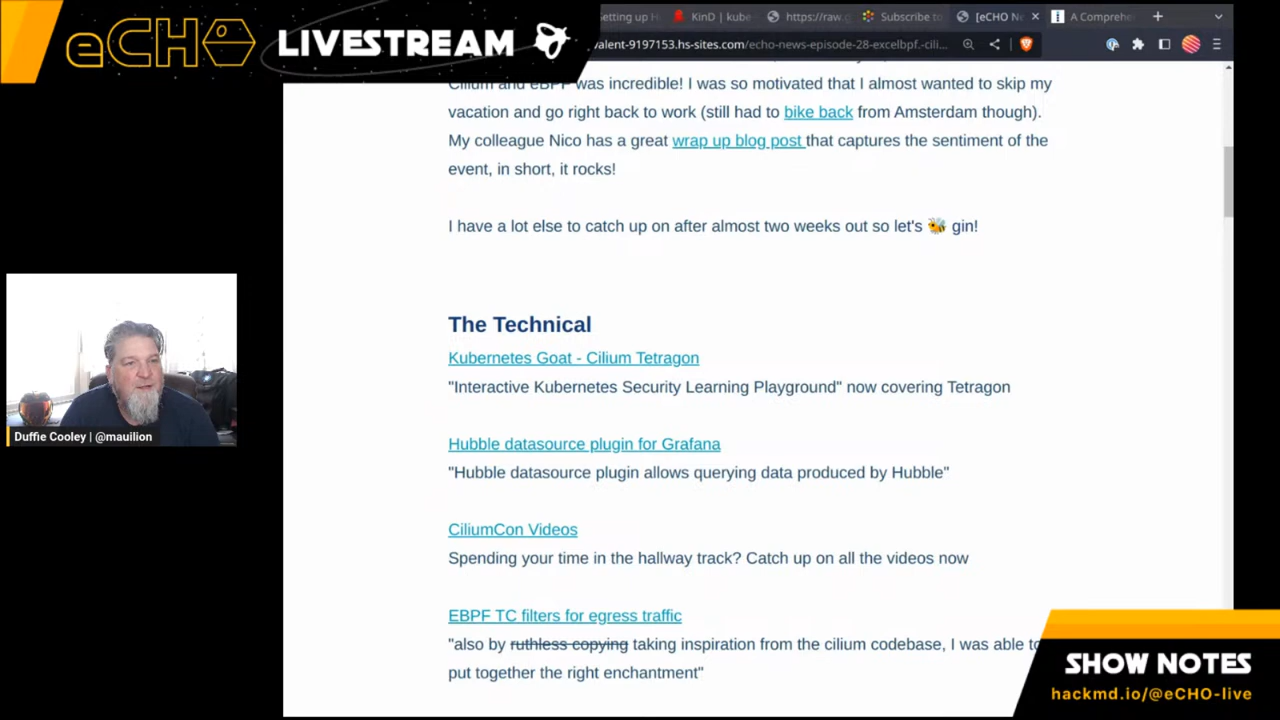 eCHO LIVESTREAM
etting up H
KinD | kube
https://raw.g
Subscribe to
[eCHO Ne
A Comprehe
valent-9197153.hs-sites.com/echo-news-episode-28-excelbpf.-cili...
Cilium and eBPF was incredible! I was so motivated that I almost wanted to skip my
vacation and go right back to work (still had to bike back from Amsterdam though).
My colleague Nico has a great wrap up blog post that captures the sentiment of the
event, in short, it rocks!
I have a lot else to catch up on after almost two weeks out so let's 🐝 gin!
The Technical
Kubernetes Goat - Cilium Tetragon
"Interactive Kubernetes Security Learning Playground" now covering Tetragon
Hubble datasource plugin for Grafana
"Hubble datasource plugin allows querying data produced by Hubble"
Duffie Cooley | @mauilion
CiliumCon Videos
Spending your time in the hallway track? Catch up on all the videos now
EBPF TC filters for egress traffic
"also by ruthless copying taking inspiration from the cilium codebase, I was able to
put together the right enchantment"
SHOW NOTES
hackmd.io/@eCHO-live